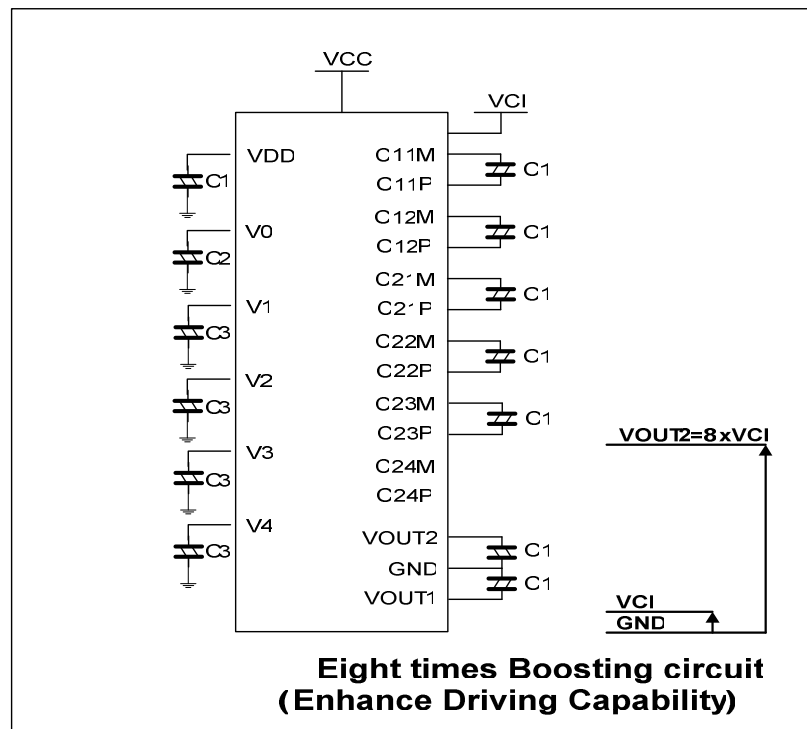 VCC
VCI
VDD
C1
V0
C2
V1
C3
V2
C3
V3
C3
V4
C3
C11M
C11P
C1
C12M
C12P
C1
C21M
C21P
C1
C22M
C22P
C1
C23M
C23P
C1
C24M
C24P
VOUT2
C1
GND
C1
VOUT1
VOUT2=8xVCI
VCI
GND
Eight times Boosting circuit
(Enhance Driving Capability)